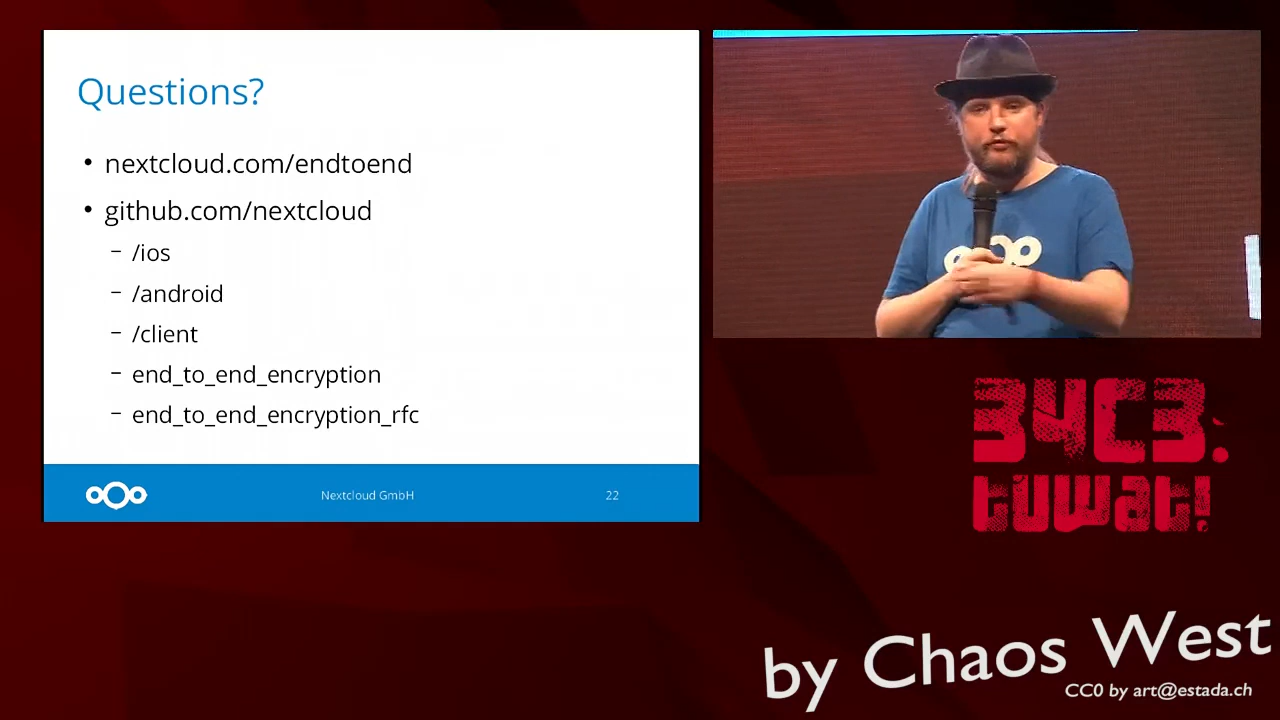 Questions?
• nextcloud.com/endtoend
• github.com/nextcloud
– /ios
– /android
– /client
– end_to_end_encryption
– end_to_end_encryption_rfc
Nextcloud GmbH
22
34C3:
tuwat!
by Chaos West
CC0 by art@estada.ch